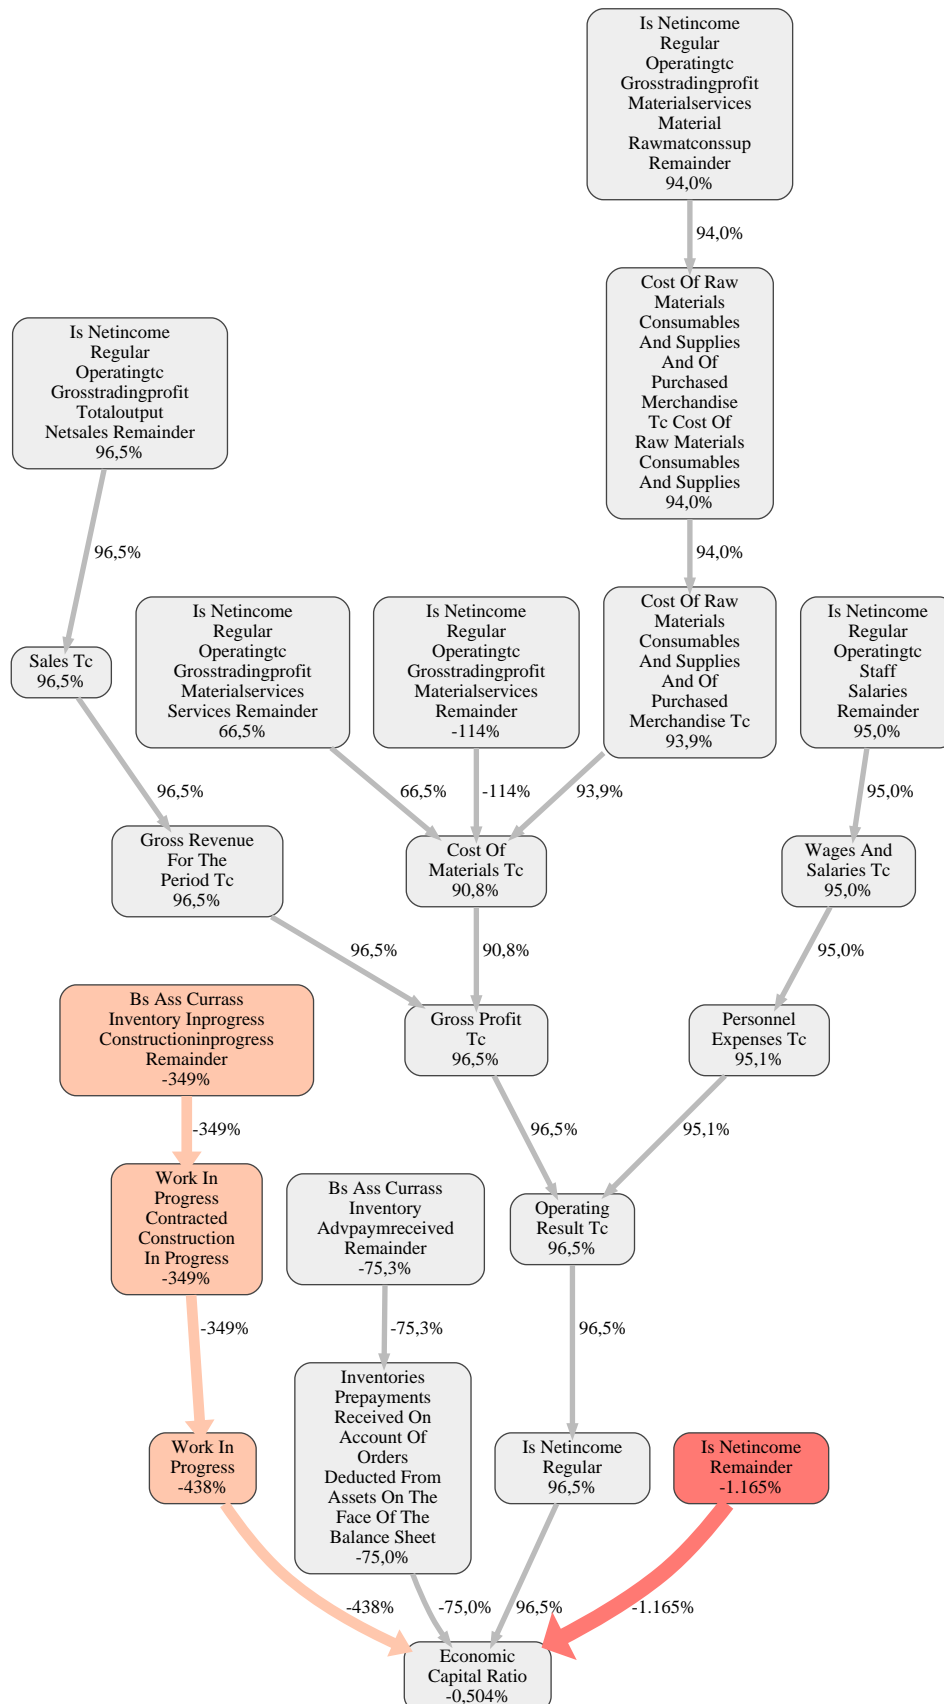 Is Netincome
Regular
Operatingtc
Grosstradingprofit
Materialservices
Material
Rawmatconssup
Remainder
94,0%
94,0%
Cost Of Raw
Materials
Consumables
And Supplies
And Of
Purchased
Merchandise
Tc Cost Of
Raw Materials
Consumables
And Supplies
94,0%
Is Netincome
Regular
Operatingtc
Grosstradingprofit
Totaloutput
Netsales Remainder
96,5%
96,5%
94,0%
Is Netincome
Regular
Operatingtc
Grosstradingprofit
Materialservices
Services Remainder
66,5%
Is Netincome
Regular
Operatingtc
Grosstradingprofit
Materialservices
Remainder
-114%
Cost Of Raw
Materials
Consumables
And Supplies
And Of
Purchased
Merchandise Tc
93,9%
Is Netincome
Regular
Operatingtc
Staff
Salaries
Remainder
95,0%
Sales Tc
96,5%
96,5%
66,5%
-114%
93,9%
95,0%
Gross Revenue
For The
Period Tc
96,5%
Cost Of
Materials Tc
90,8%
Wages And
Salaries Tc
95,0%
96,5%
90,8%
95,0%
Bs Ass Currass
Inventory Inprogress
Constructioninprogress
Remainder
-349%
Gross Profit
Tc
96,5%
Personnel
Expenses Tc
95,1%
-349%
96,5%
95,1%
Work In
Progress
Contracted
Construction
In Progress
-349%
Bs Ass Currass
Inventory
Advpaymreceived
Remainder
-75,3%
Operating
Result Tc
96,5%
-349%
-75,3%
96,5%
Inventories
Prepayments
Received On
Account Of
Orders
Deducted From
Assets On The
Face Of The
Balance Sheet
-75,0%
Work In
Progress
-438%
Is Netincome
Regular
96,5%
Is Netincome
Remainder
-1.165%
-438%
-75,0%
96,5%
-1.165%
Economic
Capital Ratio
-0,504%